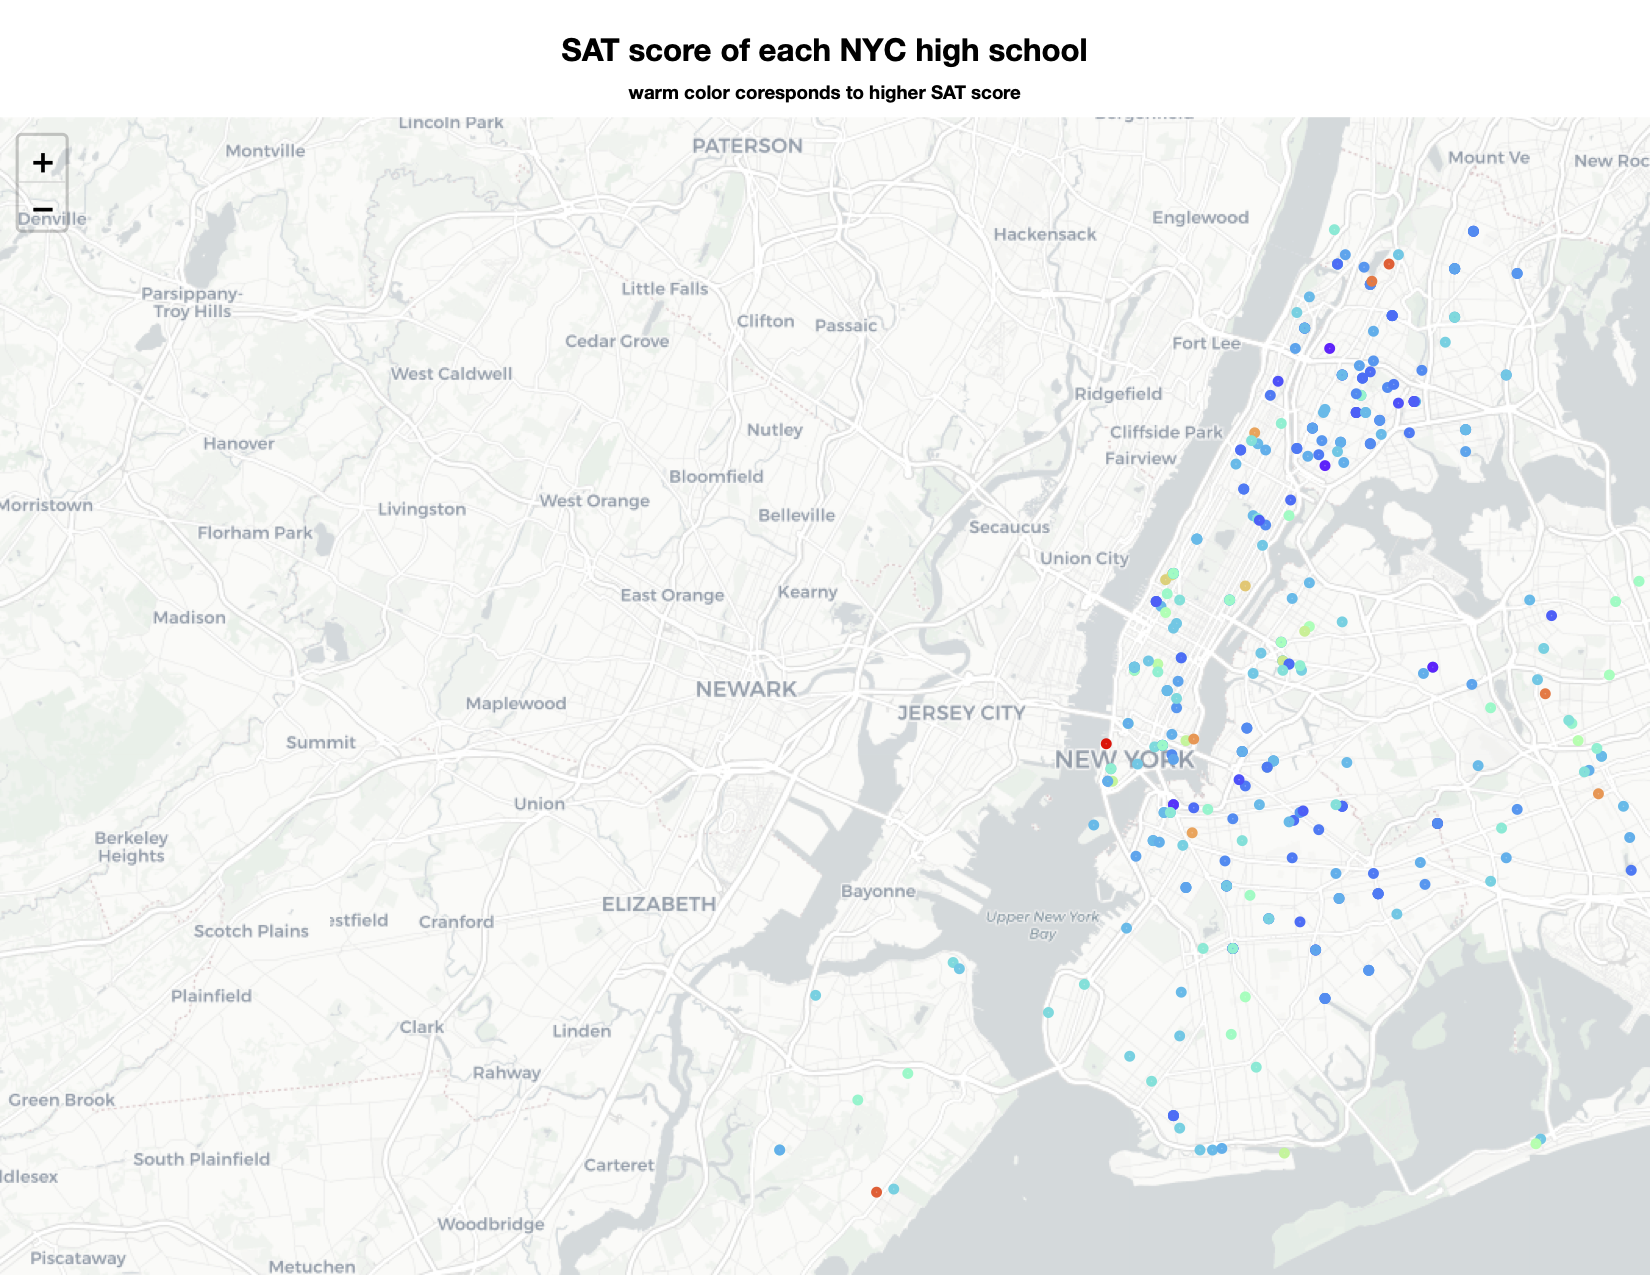 SAT score of each NYC high school
warm color coresponds to higher SAT score
Lincoln Park
PATERSON
Montville
Mount Ve
New Roc
+
−
Denville
Englewood
Hackensack
Parsippany-
Troy Hills
Little Falls
Clifton
Passaic
Cedar Grove
Fort Lee
West Caldwell
Ridgefield
Hanover
Nutley
Cliffside Park
Fairview
Bloomfield
Morristown
Livingston
West Orange
Belleville
Florham Park
Secaucus
Union City
East Orange
Kearny
Madison
NEWARK
Maplewood
JERSEY CITY
Summit
NEW YORK
Union
Berkeley
Heights
Bayonne
ELIZABETH
Upper New York
Bay
Scotch Plains
estfield
Cranford
Plainfield
Clark
Linden
Rahway
Green Brook
South Plainfield
Carteret
dlesex
Woodbridge
Piscataway
Metuchen